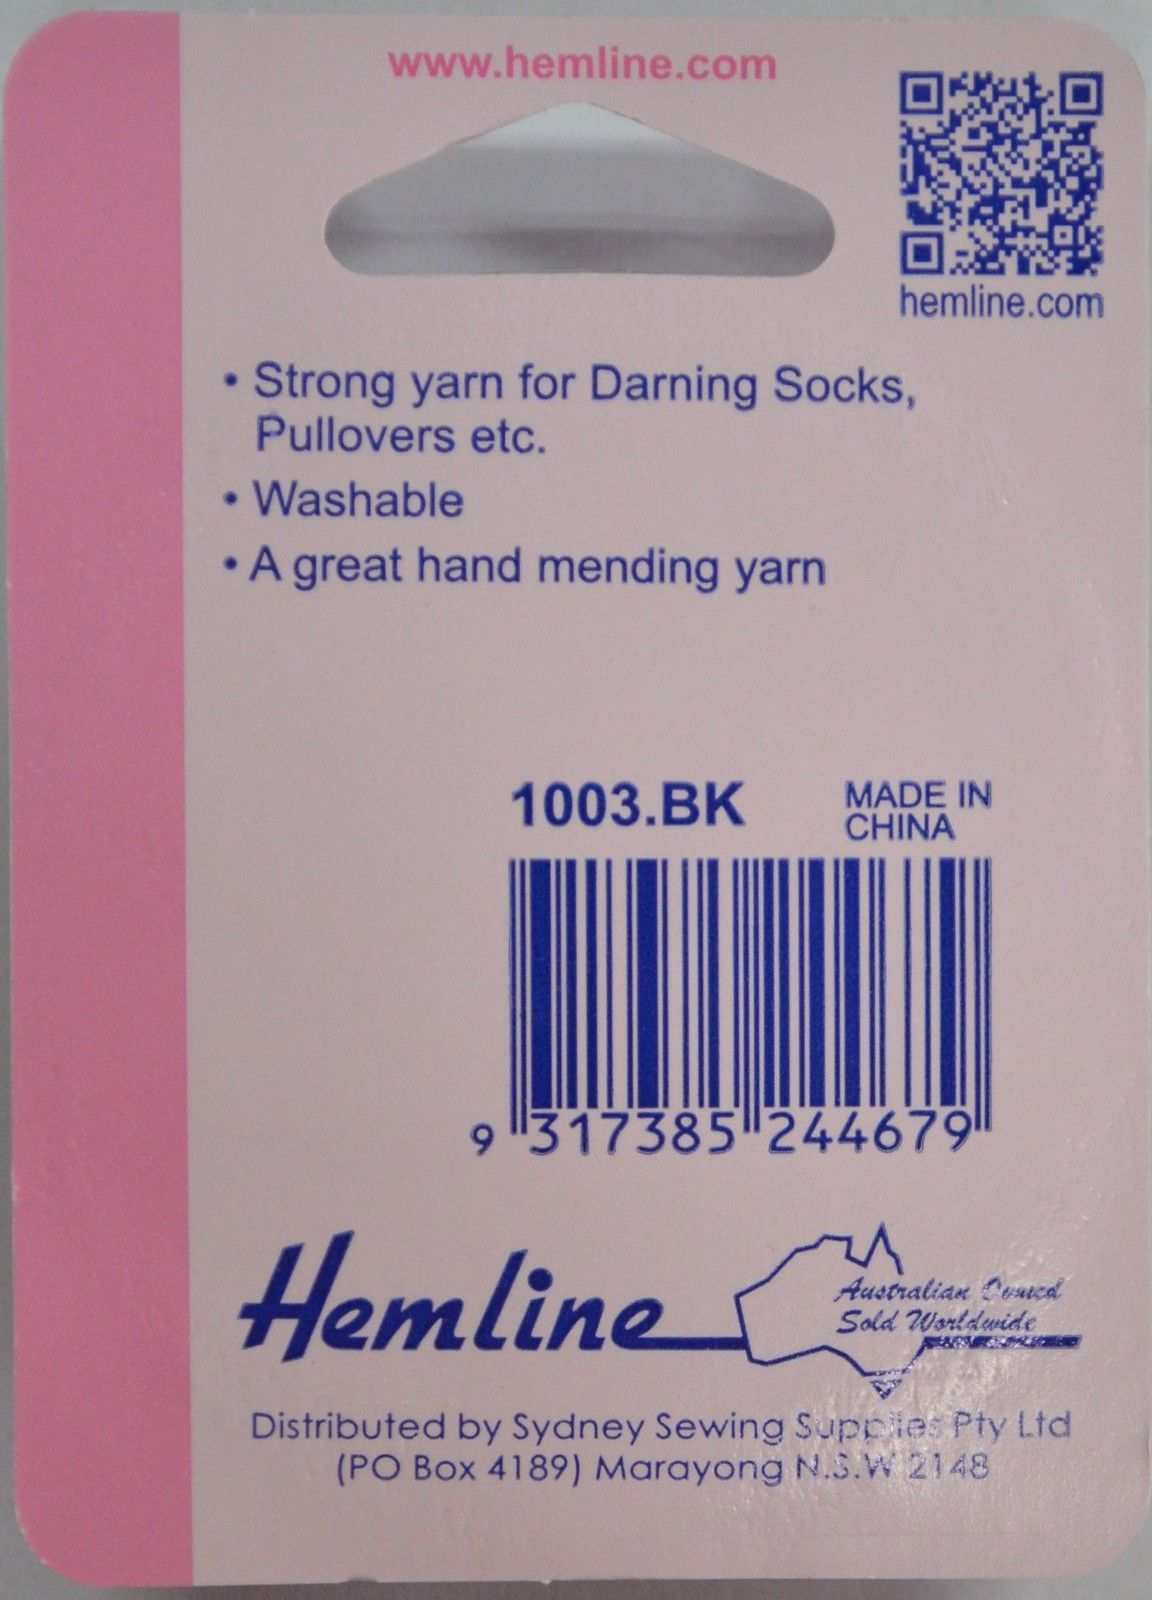 www.hemline.com
hemline.com
• Strong yarn for Darning Socks,
Pullovers etc.
• Washable
• A great hand mending yarn
1003.BK
MADE IN
CHINA
9 317385 244679
Hemline
Australian Owned
Sold Worldwide
Distributed by Sydney Sewing Supplies Pty Ltd
(PO Box 4189) Marayong N.S.W 2148